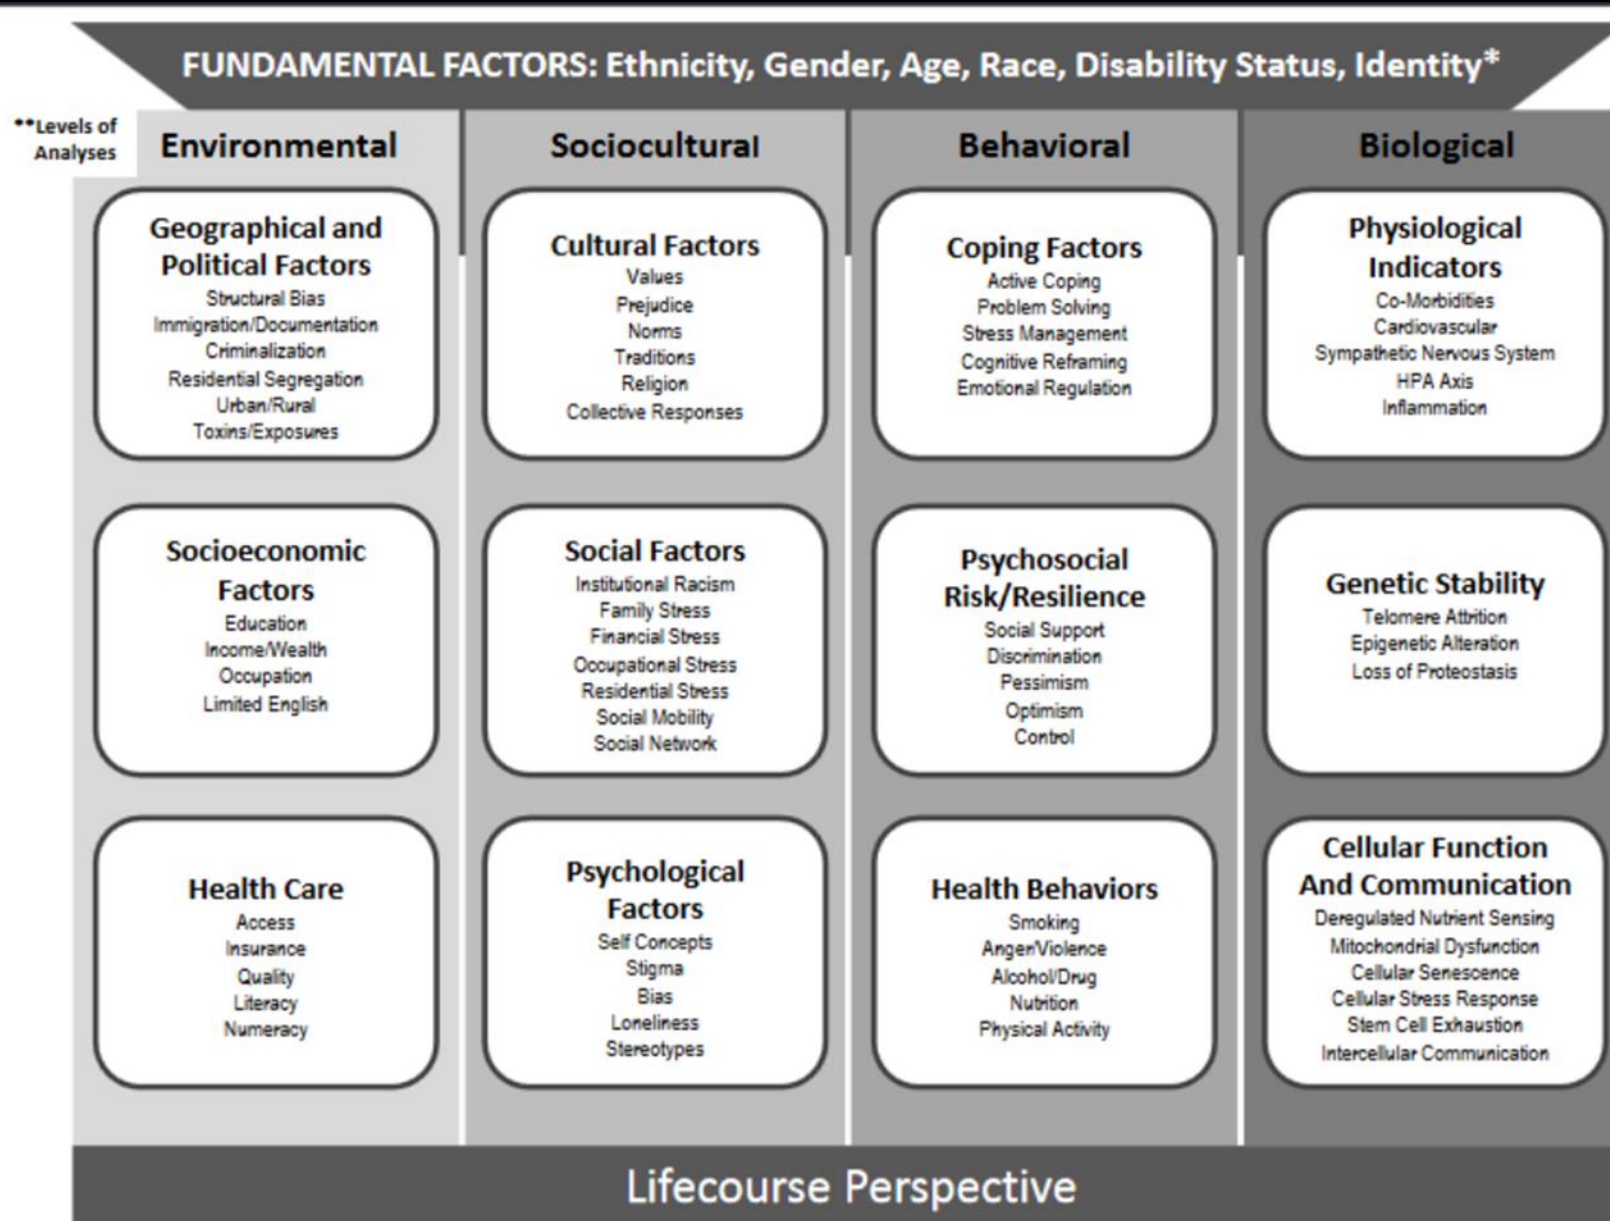 FUNDAMENTAL FACTORS: Ethnicity, Gender, Age, Race, Disability Status, Identity*
**Levels of
Analyses
Environmental
Geographical and
Political Factors
Structural Bias
Immigration/Documentation
Criminalization
Residential Segregation
Urban/Rural
Toxins/Exposures
Socioeconomic
Factors
Education
Income/Wealth
Occupation
Limited English
Health Care
Access
Insurance
Quality
Literacy
Numeracy
Sociocultural
Cultural Factors
Values
Prejudice
Norms
Traditions
Religion
Collective Responses
Social Factors
Institutional Racism
Family Stress
Financial Stress
Occupational Stress
Residential Stress
Social Mobility
Social Network
Psychological
Factors
Self Concepts
Stigma
Bias
Loneliness
Stereotypes
Behavioral
Coping Factors
Active Coping
Problem Solving
Stress Management
Cognitive Reframing
Emotional Regulation
Psychosocial
Risk/Resilience
Social Support
Discrimination
Pessimism
Optimism
Control
Health Behaviors
Smoking
Anger/Violence
Alcohol/Drug
Nutrition
Physical Activity
Biological
Physiological
Indicators
Co-Morbidities
Cardiovascular
Sympathetic Nervous System
HPA Axis
Inflammation
Genetic Stability
Telomere Attrition
Epigenetic Alteration
Loss of Proteostasis
Cellular Function
And Communication
Deregulated Nutrient Sensing
Mitochondrial Dysfunction
Cellular Senescence
Cellular Stress Response
Stem Cell Exhaustion
Intercellular Communication
Lifecourse Perspective